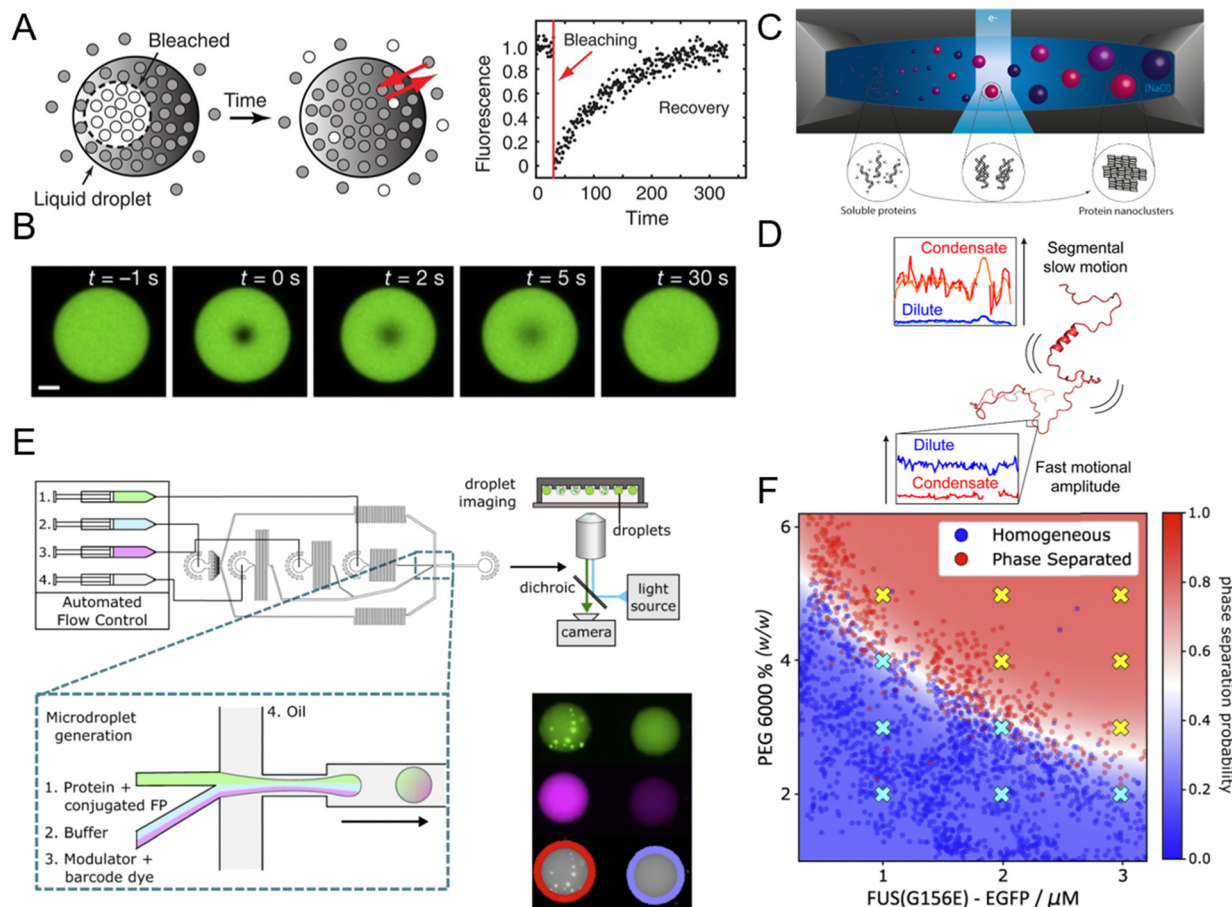 A
Bleached
Time
Liquid droplet
Fluorescence
1.0
0.8
0.6
0.4
0.2
0
Bleaching
Recovery
0
100
200
300
Time
B
t = –1 s
t = 0 s
t = 2 s
t = 5 s
t = 30 s
C
e-
[NaCl]
Soluble proteins
Protein nanoclusters
D
Condensate
Dilute
Segmental
slow motion
Dilute
Condensate
Fast motional
amplitude
E
1.
2.
3.
4.
Automated
Flow Control
droplet
imaging
droplets
dichroic
light
source
camera
Microdroplet
generation
4. Oil
1. Protein +
conjugated FP
2. Buffer
3. Modulator +
barcode dye
F
Homogeneous
Phase Separated
PEG 6000 % (w/w)
6
4
2
1
2
3
FUS(G156E) - EGFP / μM
1.0
0.8
0.6
0.4
0.2
0.0
phase separation probability